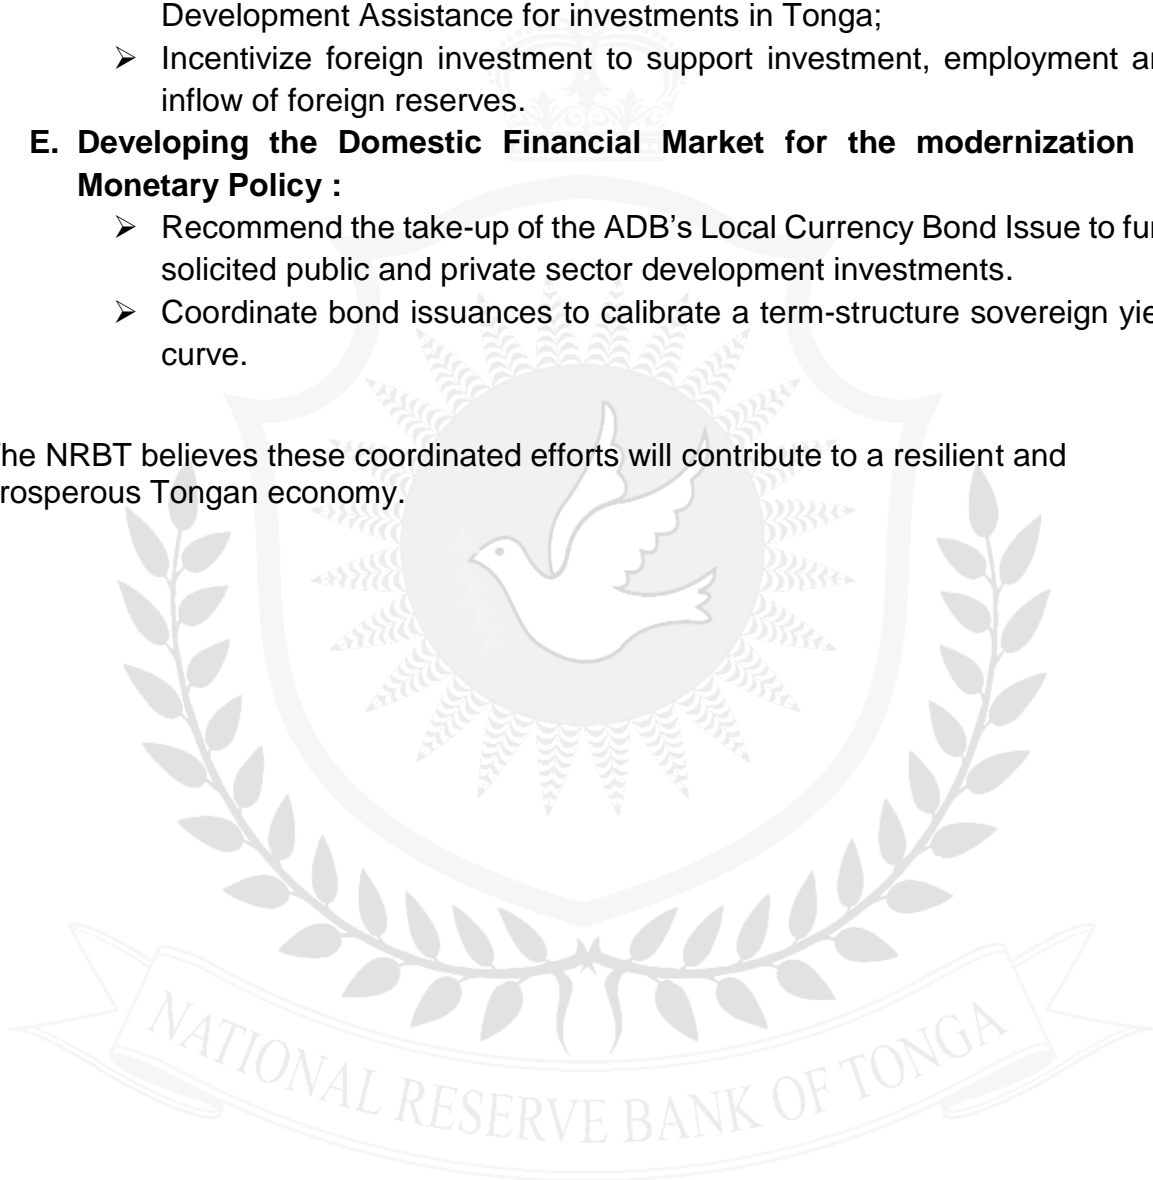 Development Assistance for investments in Tonga;
➢ Incentivize foreign investment to support investment, employment a
inflow of foreign reserves.
E. Developing the Domestic Financial Market for the modernization
Monetary Policy :
➢ Recommend the take-up of the ADB’s Local Currency Bond Issue to fu
solicited public and private sector development investments.
➢ Coordinate bond issuances to calibrate a term-structure sovereign yie
curve.
he NRBT believes these coordinated efforts will contribute to a resilient and
rosperous Tongan economy.
NATIONAL RESERVE BANK OF TONGA